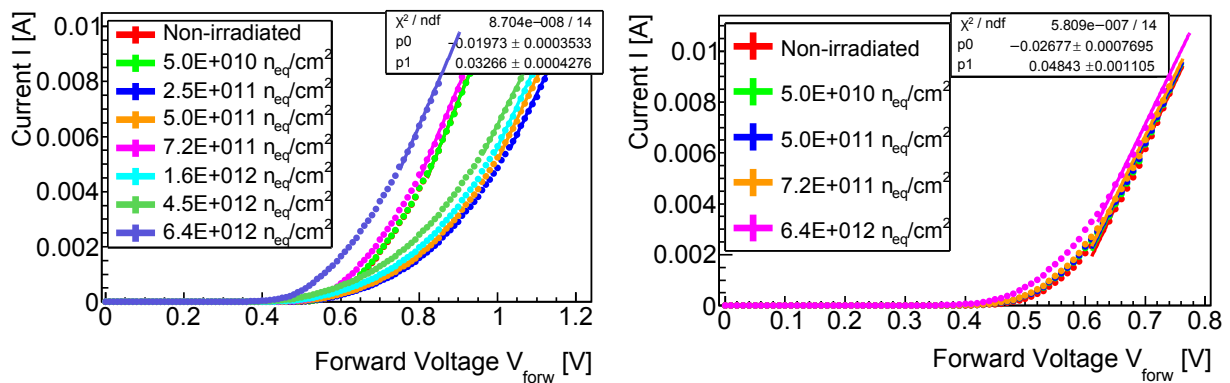 Current I [A]
0.01
0.008
0.006
0.004
0.002
0
0
0.2
0.4
0.6
0.8
1
1.2
Forward Voltage V_forw [V]
Non-irradiated
5.0E+010 n_eq/cm²
2.5E+011 n_eq/cm²
5.0E+011 n_eq/cm²
7.2E+011 n_eq/cm²
1.6E+012 n_eq/cm²
4.5E+012 n_eq/cm²
6.4E+012 n_eq/cm²
χ² / ndf 8.704e−008 / 14
p0 −0.01973 ± 0.0003533
p1 0.03266 ± 0.0004276
Current I [A]
0.01
0.008
0.006
0.004
0.002
0
0
0.1
0.2
0.3
0.4
0.5
0.6
0.7
0.8
Forward Voltage V_forw [V]
Non-irradiated
5.0E+010 n_eq/cm²
5.0E+011 n_eq/cm²
7.2E+011 n_eq/cm²
6.4E+012 n_eq/cm²
χ² / ndf 5.809e−007 / 14
p0 −0.02677 ± 0.0007695
p1 0.04843 ± 0.001105